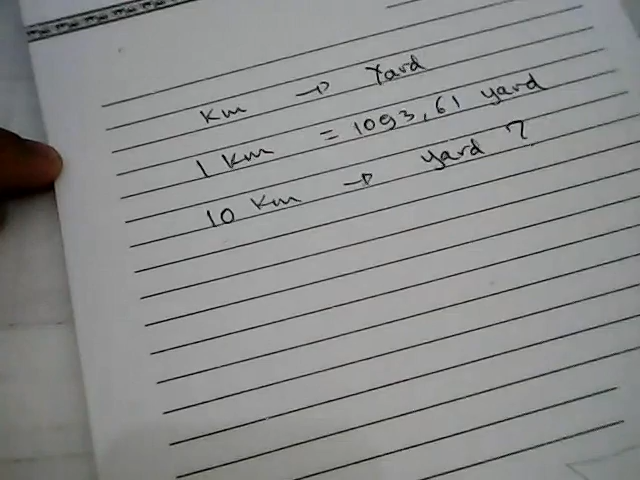 Km → Yard
1 Km = 1093,61 yard
10 Km → yard ?